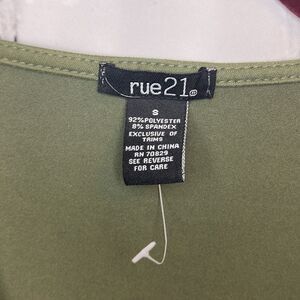 rue21®
S
92%POLYESTER
8% SPANDEX
EXCLUSIVE OF
TRIMS
MADE IN CHINA
RN 70829
SEE REVERSE
FOR CARE